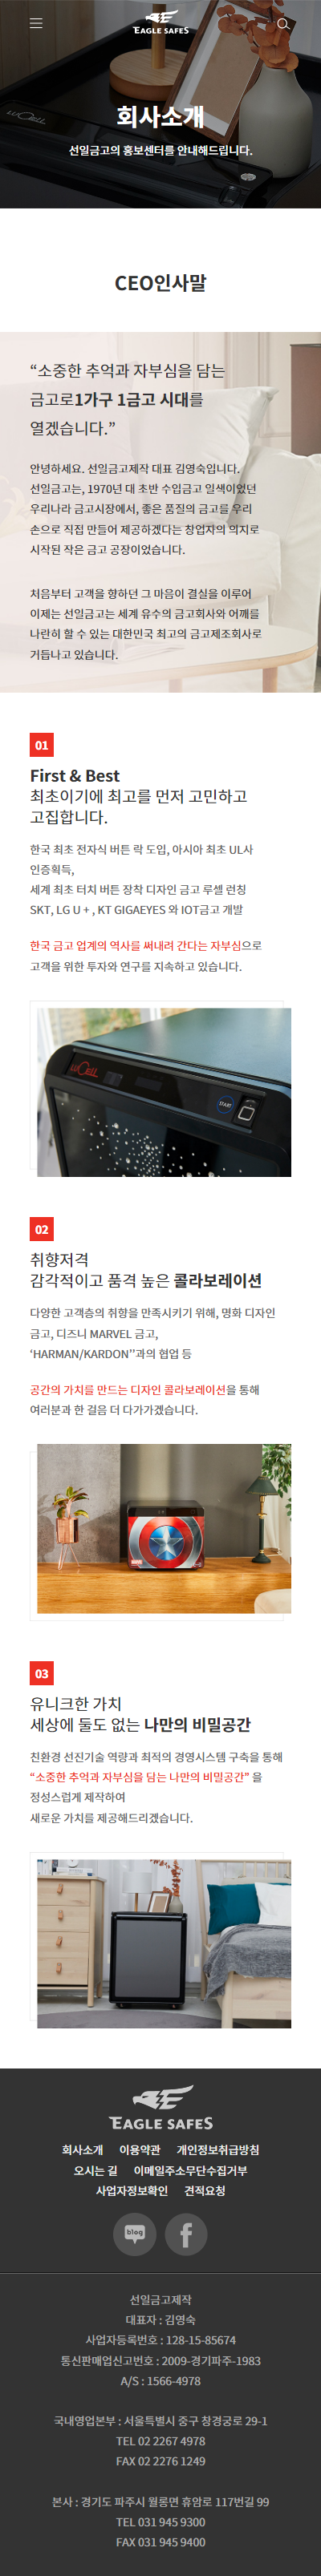 EAGLE SAFES
LUCELL
회사소개
선일금고의 홍보센터를 안내해드립니다.
CEO인사말
“소중한 추억과 자부심을 담는
금고로1가구 1금고 시대를
열겠습니다.”
안녕하세요. 선일금고제작 대표 김영숙입니다.
선일금고는, 1970년 대 초반 수입금고 일색이었던
우리나라 금고시장에서, 좋은 품질의 금고를 우리
손으로 직접 만들어 제공하겠다는 창업자의 의지로
시작된 작은 금고 공장이었습니다.
처음부터 고객을 향하던 그 마음이 결실을 이루어
이제는 선일금고는 세계 유수의 금고회사와 어깨를
나란히 할 수 있는 대한민국 최고의 금고제조회사로
거듭나고 있습니다.
01
First & Best
최초이기에 최고를 먼저 고민하고
고집합니다.
한국 최초 전자식 버튼 락 도입, 아시아 최초 UL사
인증획득,
세계 최초 터치 버튼 장착 디자인 금고 루셀 런칭
SKT, LG U + , KT GIGAEYES 와 IOT금고 개발
한국 금고 업계의 역사를 써내려 간다는 자부심으로
고객을 위한 투자와 연구를 지속하고 있습니다.
LUCELL
START
02
취향저격
감각적이고 품격 높은 콜라보레이션
다양한 고객층의 취향을 만족시키기 위해, 명화 디자인
금고, 디즈니 MARVEL 금고,
‘HARMAN/KARDON’'과의 협업 등
공간의 가치를 만드는 디자인 콜라보레이션을 통해
여러분과 한 걸음 더 다가가겠습니다.
MARVEL
03
유니크한 가치
세상에 둘도 없는 나만의 비밀공간
친환경 선진기술 역량과 최적의 경영시스템 구축을 통해
“소중한 추억과 자부심을 담는 나만의 비밀공간” 을
정성스럽게 제작하여
새로운 가치를 제공해드리겠습니다.
EAGLE SAFES
회사소개 이용약관 개인정보취급방침
오시는 길 이메일주소무단수집거부
사업자정보확인 견적요청
blog
선일금고제작
대표자 : 김영숙
사업자등록번호 : 128-15-85674
통신판매업신고번호 : 2009-경기파주-1983
A/S : 1566-4978
국내영업본부 : 서울특별시 중구 창경궁로 29-1
TEL 02 2267 4978
FAX 02 2276 1249
본사 : 경기도 파주시 월롱면 휴암로 117번길 99
TEL 031 945 9300
FAX 031 945 9400